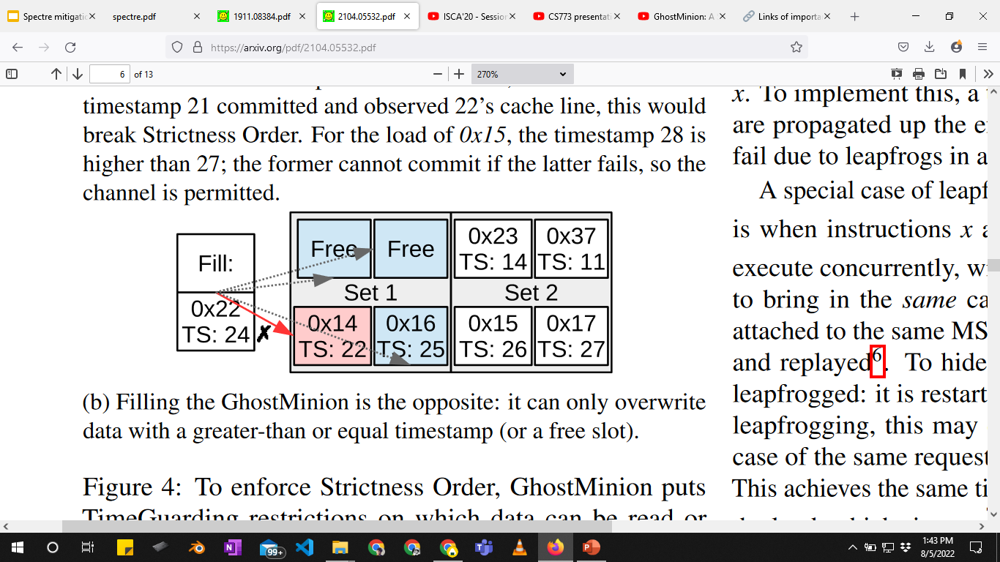 Spectre mitigatio
spectre.pdf
1911.08384.pdf
2104.05532.pdf
ISCA'20 - Session
CS773 presentati
GhostMinion: A
Links of importa
https://arxiv.org/pdf/2104.05532.pdf
6 of 13
270%
timestamp 21 committed and observed 22's cache line, this would
break Strictness Order. For the load of 0x15, the timestamp 28 is
higher than 27; the former cannot commit if the latter fails, so the
channel is permitted.
Fill:
0x22
TS: 24
Free
Free
0x23
TS: 14
0x37
TS: 11
Set 1
Set 2
0x14
TS: 22
0x16
TS: 25
0x15
TS: 26
0x17
TS: 27
(b) Filling the GhostMinion is the opposite: it can only overwrite
data with a greater-than or equal timestamp (or a free slot).
Figure 4: To enforce Strictness Order, GhostMinion puts
TimeGuarding restrictions on which data can be read or
x. To implement this, a
are propagated up the e
fail due to leapfrogs in a
A special case of leapf
is when instructions x a
execute concurrently, wi
to bring in the same ca
attached to the same MS
and replayed6. To hide
leapfrogged: it is restart
leapfrogging, this may
case of the same request
This achieves the same ti
99+
1:43 PM
8/5/2022